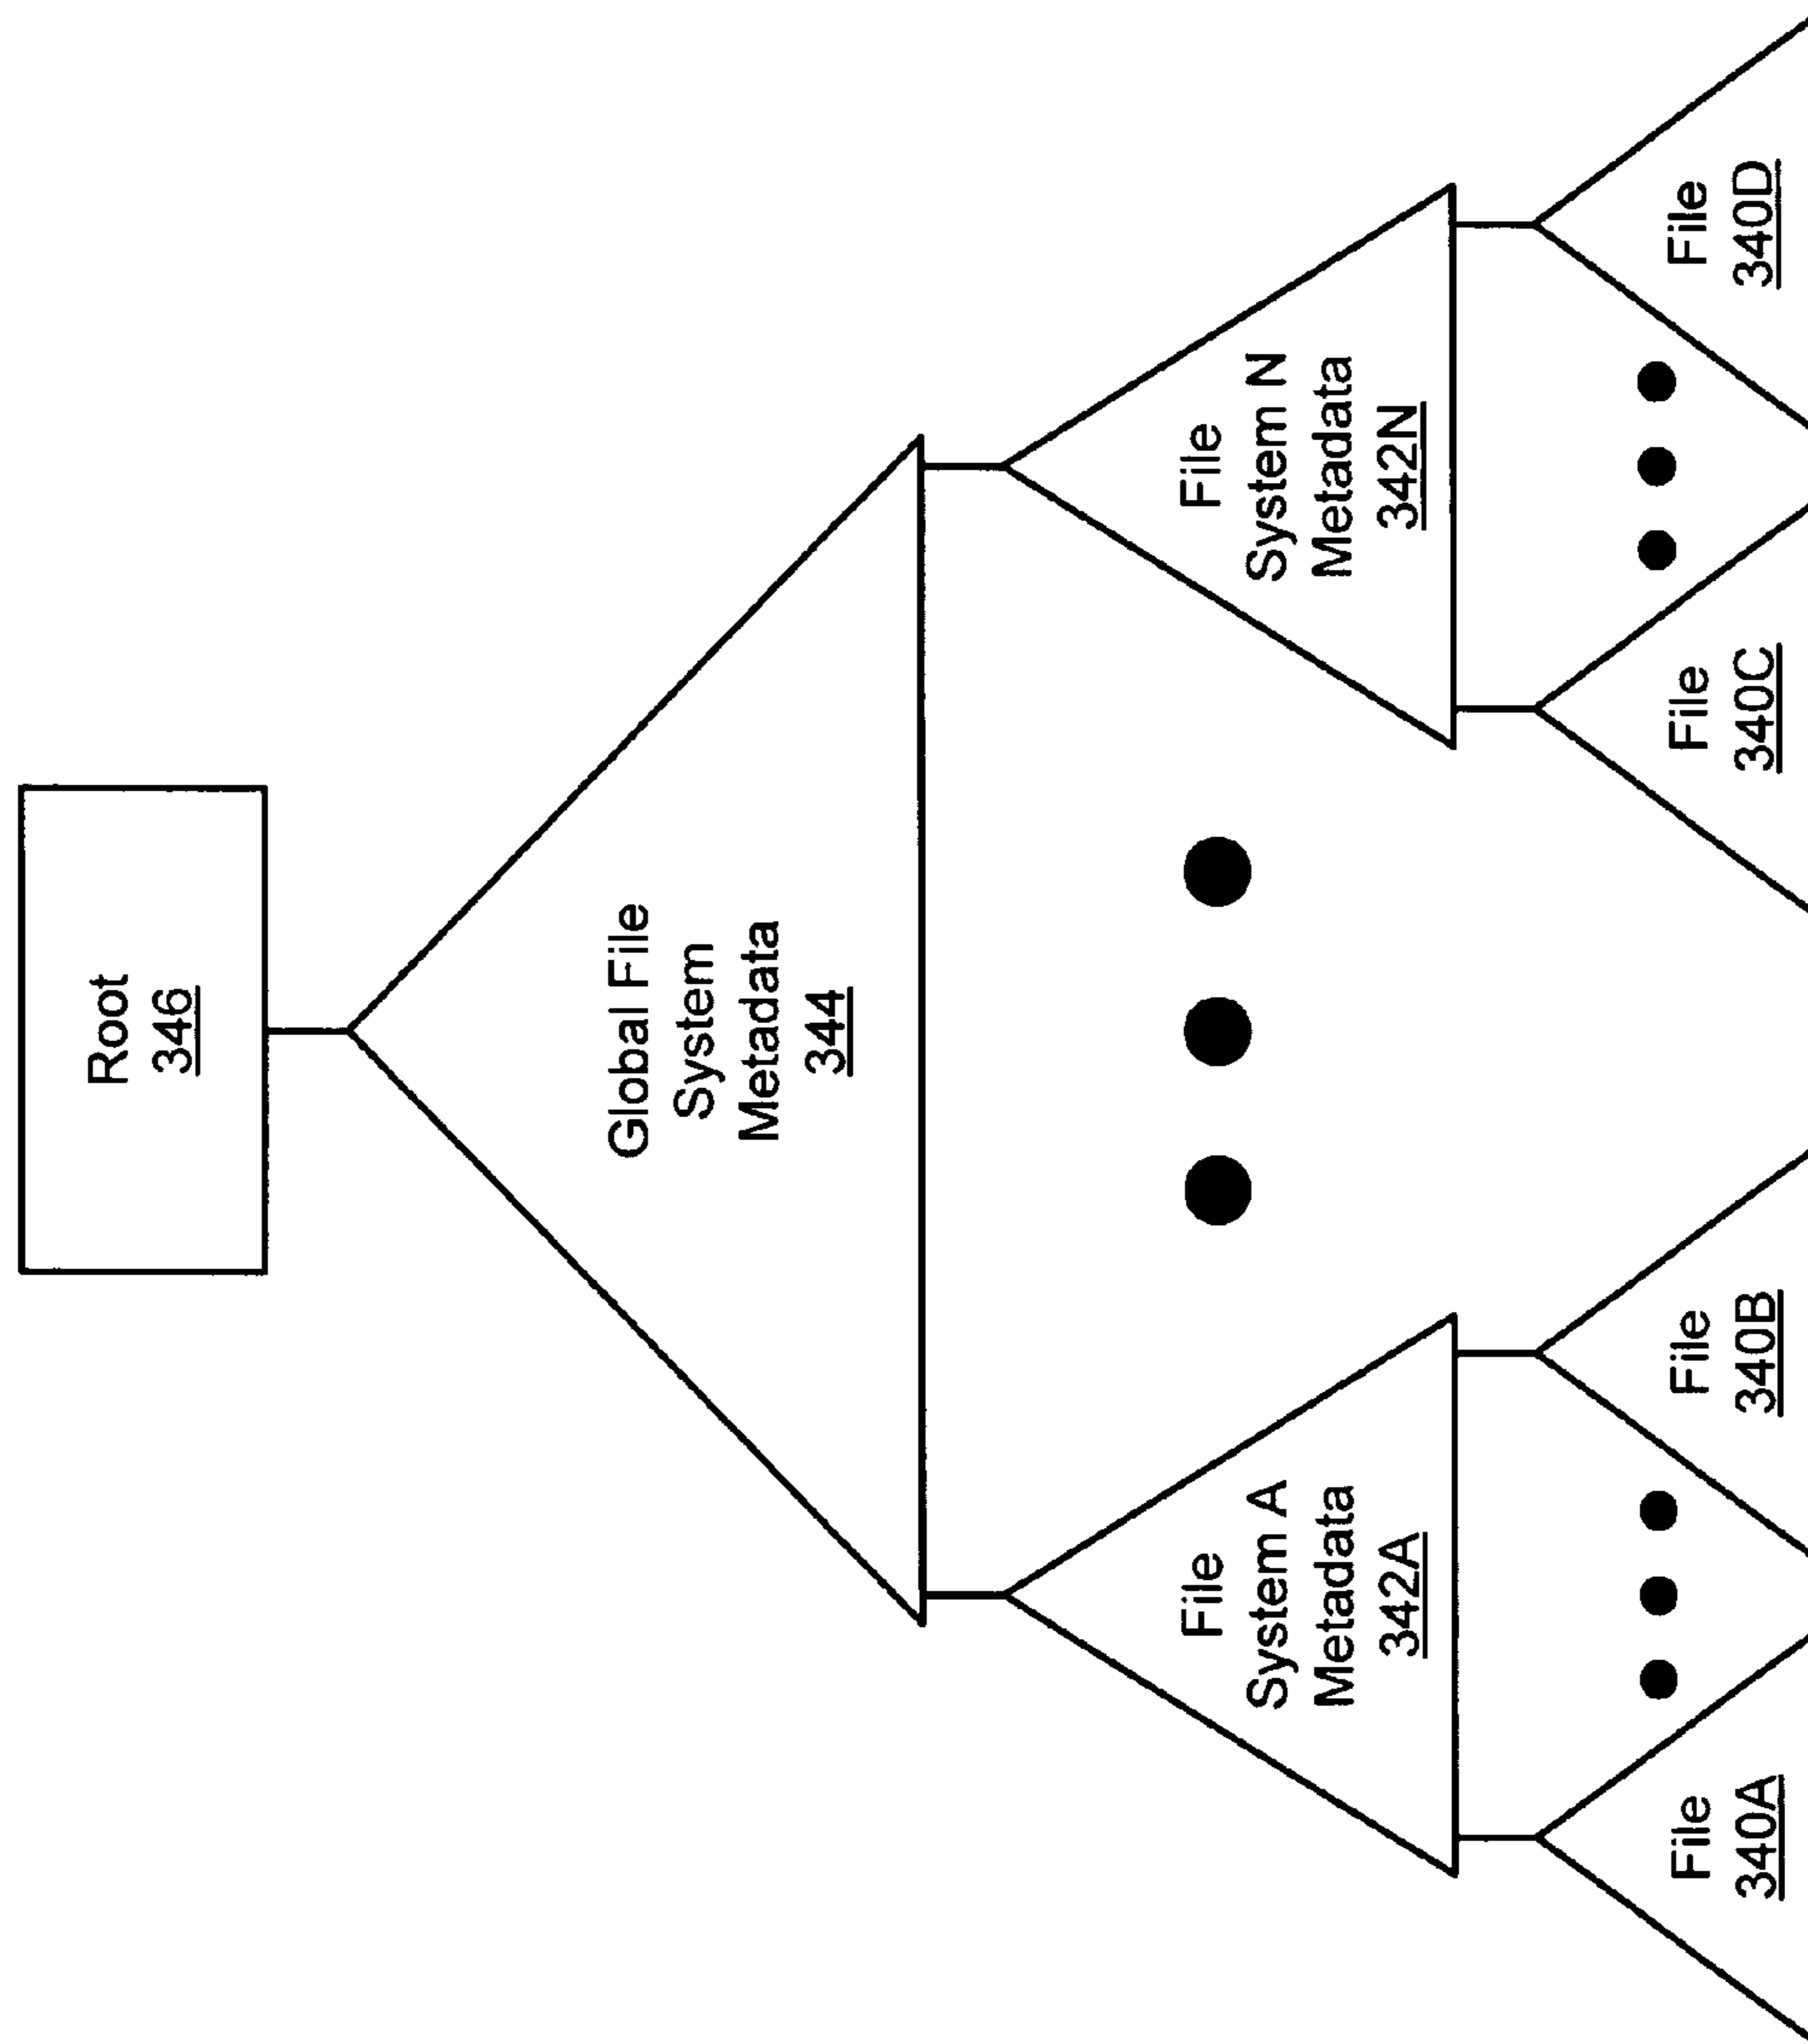 Root
346
Global File
System
Metadata
344
File
System A
Metadata
342A
File
System N
Metadata
342N
File
340A
File
340B
File
340C
File
340D